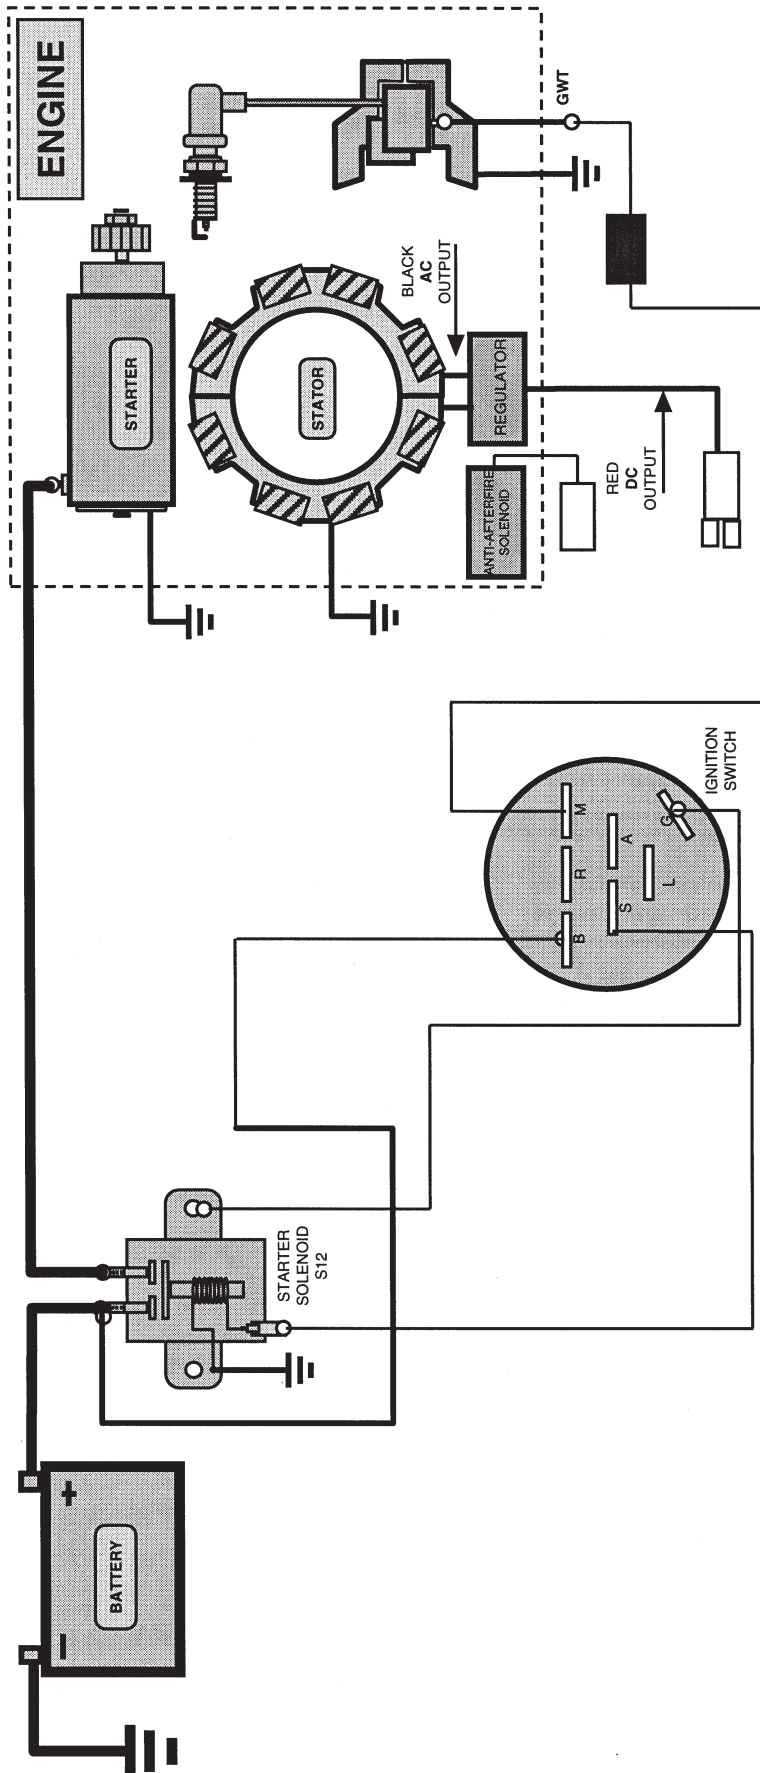 ENGINE
STARTER
STATOR
BLACK
AC
OUTPUT
GWT
REGULATOR
ANTI-AFTERFIRE
SOLENOID
RED
DC
OUTPUT
M
R
B
A
S
L
G
IGNITION
SWITCH
STARTER
SOLENOID
S12
+
BATTERY
–